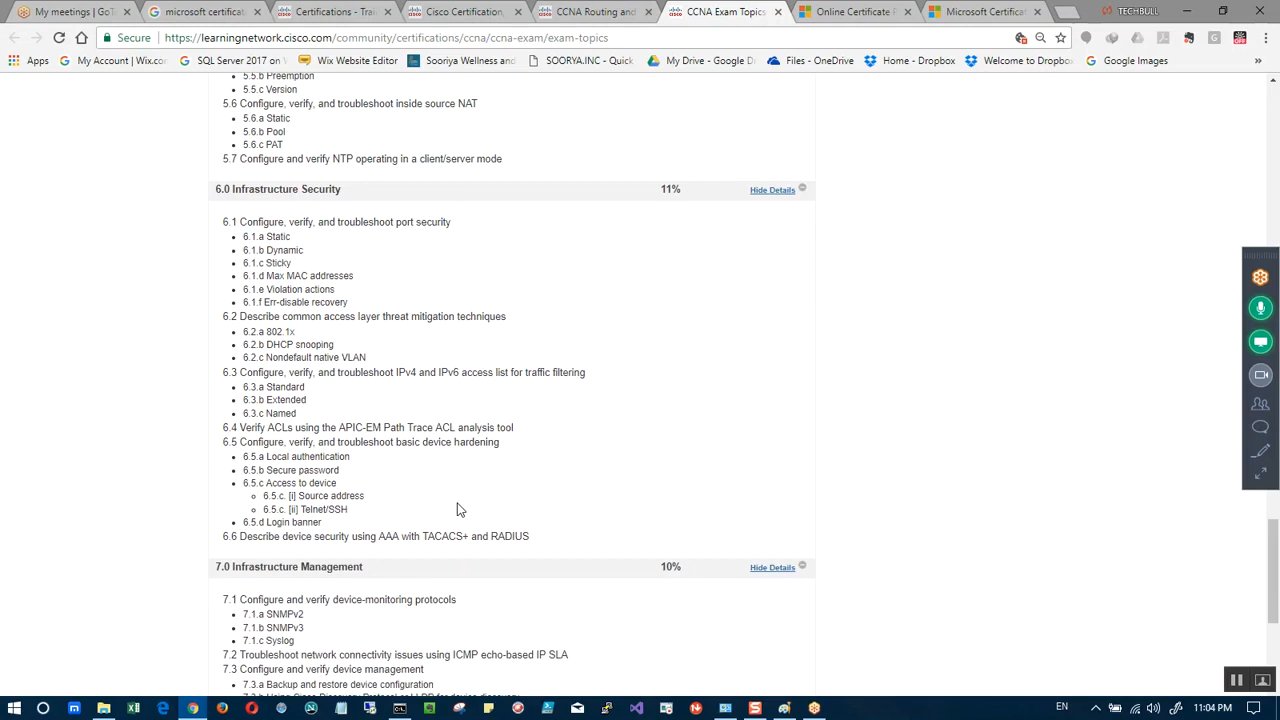 My meetings | GoT
microsoft certificat
Certifications - Trai
Cisco Certification,
CCNA Routing and
CCNA Exam Topics
Online Certificate P
Microsoft Certificat
TECHBULL
Secure
https://learningnetwork.cisco.com/community/certifications/ccna/ccna-exam/exam-topics
Apps
My Account | Wix.com
SQL Server 2017 on
Wix Website Editor
Sooriya Wellness and
SOORYA.INC - Quick
My Drive - Google D
Files - OneDrive
Welcome to Dropbox
Google Images
»
5.5.b Preemption
5.5.c Version
5.6 Configure, verify, and troubleshoot inside source NAT
5.6.a Static
5.6.b Pool
5.6.c PAT
5.7 Configure and verify NTP operating in a client/server mode
6.0 Infrastructure Security 11% Hide Details
6.1 Configure, verify, and troubleshoot port security
6.1.a Static
6.1.b Dynamic
6.1.c Sticky
6.1.d Max MAC addresses
6.1.e Violation actions
6.1.f Err-disable recovery
6.2 Describe common access layer threat mitigation techniques
6.2.a 802.1x
6.2.b DHCP snooping
6.2.c Nondefault native VLAN
6.3 Configure, verify, and troubleshoot IPv4 and IPv6 access list for traffic filtering
6.3.a Standard
6.3.b Extended
6.3.c Named
6.4 Verify ACLs using the APIC-EM Path Trace ACL analysis tool
6.5 Configure, verify, and troubleshoot basic device hardening
6.5.a Local authentication
6.5.b Secure password
6.5.c Access to device
6.5.c. [i] Source address
6.5.c. [ii] Telnet/SSH
6.5.d Login banner
6.6 Describe device security using AAA with TACACS+ and RADIUS
7.0 Infrastructure Management 10% Hide Details
7.1 Configure and verify device-monitoring protocols
7.1.a SNMPv2
7.1.b SNMPv3
7.1.c Syslog
7.2 Troubleshoot network connectivity issues using ICMP echo-based IP SLA
7.3 Configure and verify device management
7.3.a Backup and restore device configuration
7.3.b Using Cisco Discovery Protocol or LLDP for device discovery
EN
11:04 PM